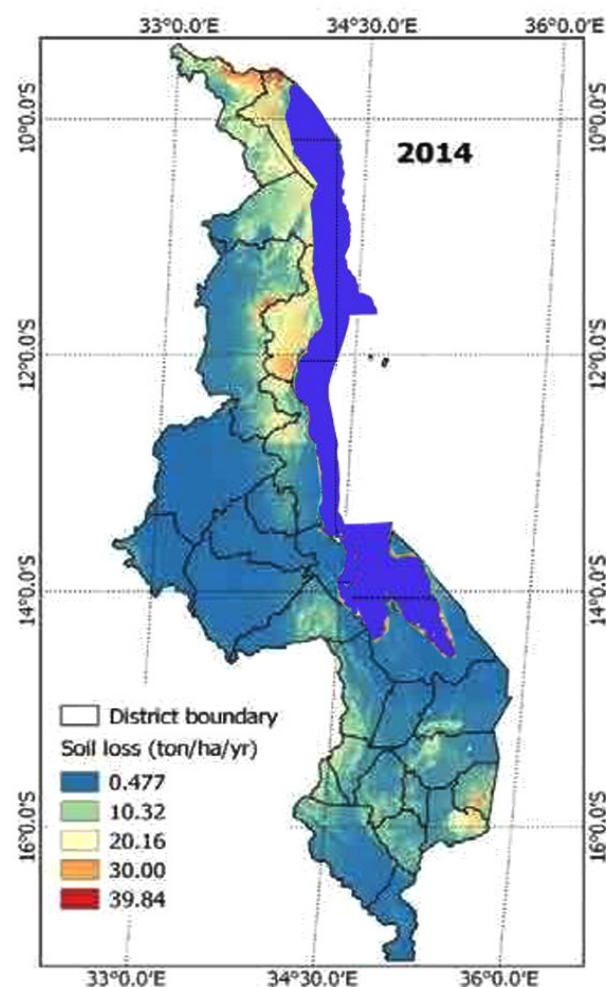 33°0.0'E 34°30.0'E 36°0.0'E
10°0.0'S 10°0.0'S
2014
12°0.0'S 12°0.0'S
14°0.0'S 14°0.0'S
District boundary
Soil loss (ton/ha/yr)
0.477
10.32
20.16
30.00
39.84
16°0.0'S 16°0.0'S
33°0.0'E 34°30.0'E 36°0.0'E